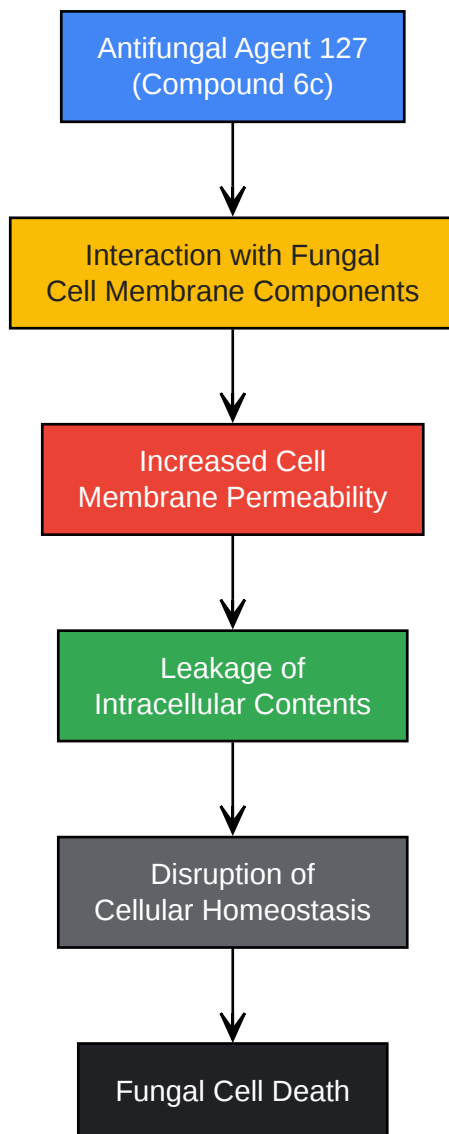 Antifungal Agent 127
(Compound 6c)
Interaction with Fungal
Cell Membrane Components
Increased Cell
Membrane Permeability
Leakage of
Intracellular Contents
Disruption of
Cellular Homeostasis
Fungal Cell Death